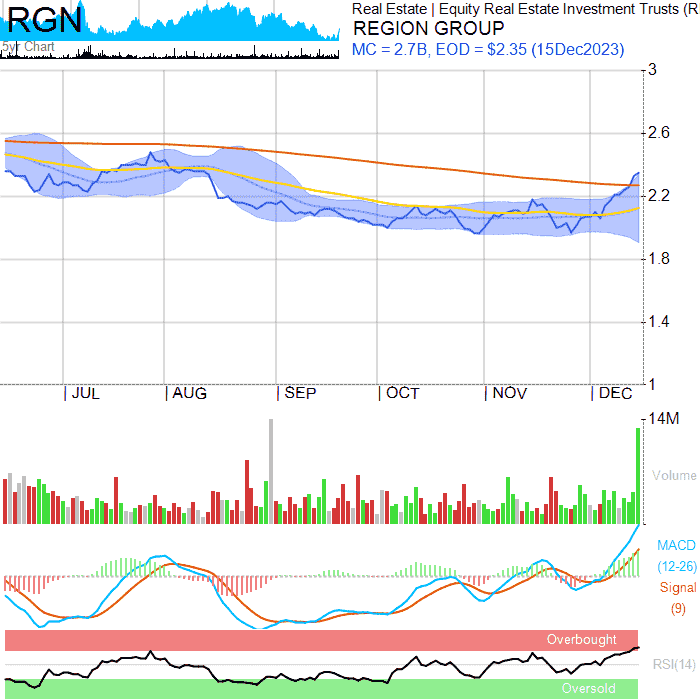 RGN
5yr Chart
Real Estate | Equity Real Estate Investment Trusts (R
REGION GROUP
MC = 2.7B, EOD = $2.35 (15Dec2023)
3
2.6
2.2
1.8
1.4
1
| JUL | AUG | SEP | OCT | NOV | DEC
14M
Volume
MACD
(12-26)
Signal
(9)
Overbought
RSI(14)
Oversold